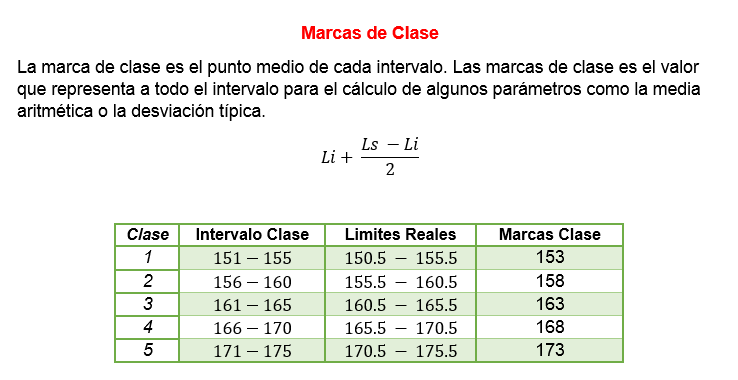 Marcas de Clase
La marca de clase es el punto medio de cada intervalo. Las marcas de clase es el valor
que representa a todo el intervalo para el cálculo de algunos parámetros como la media
aritmética o la desviación típica.
Li + (Ls − Li) / 2
Clase Intervalo Clase Limites Reales Marcas Clase
1 151 – 155 150.5 − 155.5 153
2 156 – 160 155.5 − 160.5 158
3 161 – 165 160.5 − 165.5 163
4 166 – 170 165.5 − 170.5 168
5 171 – 175 170.5 − 175.5 173